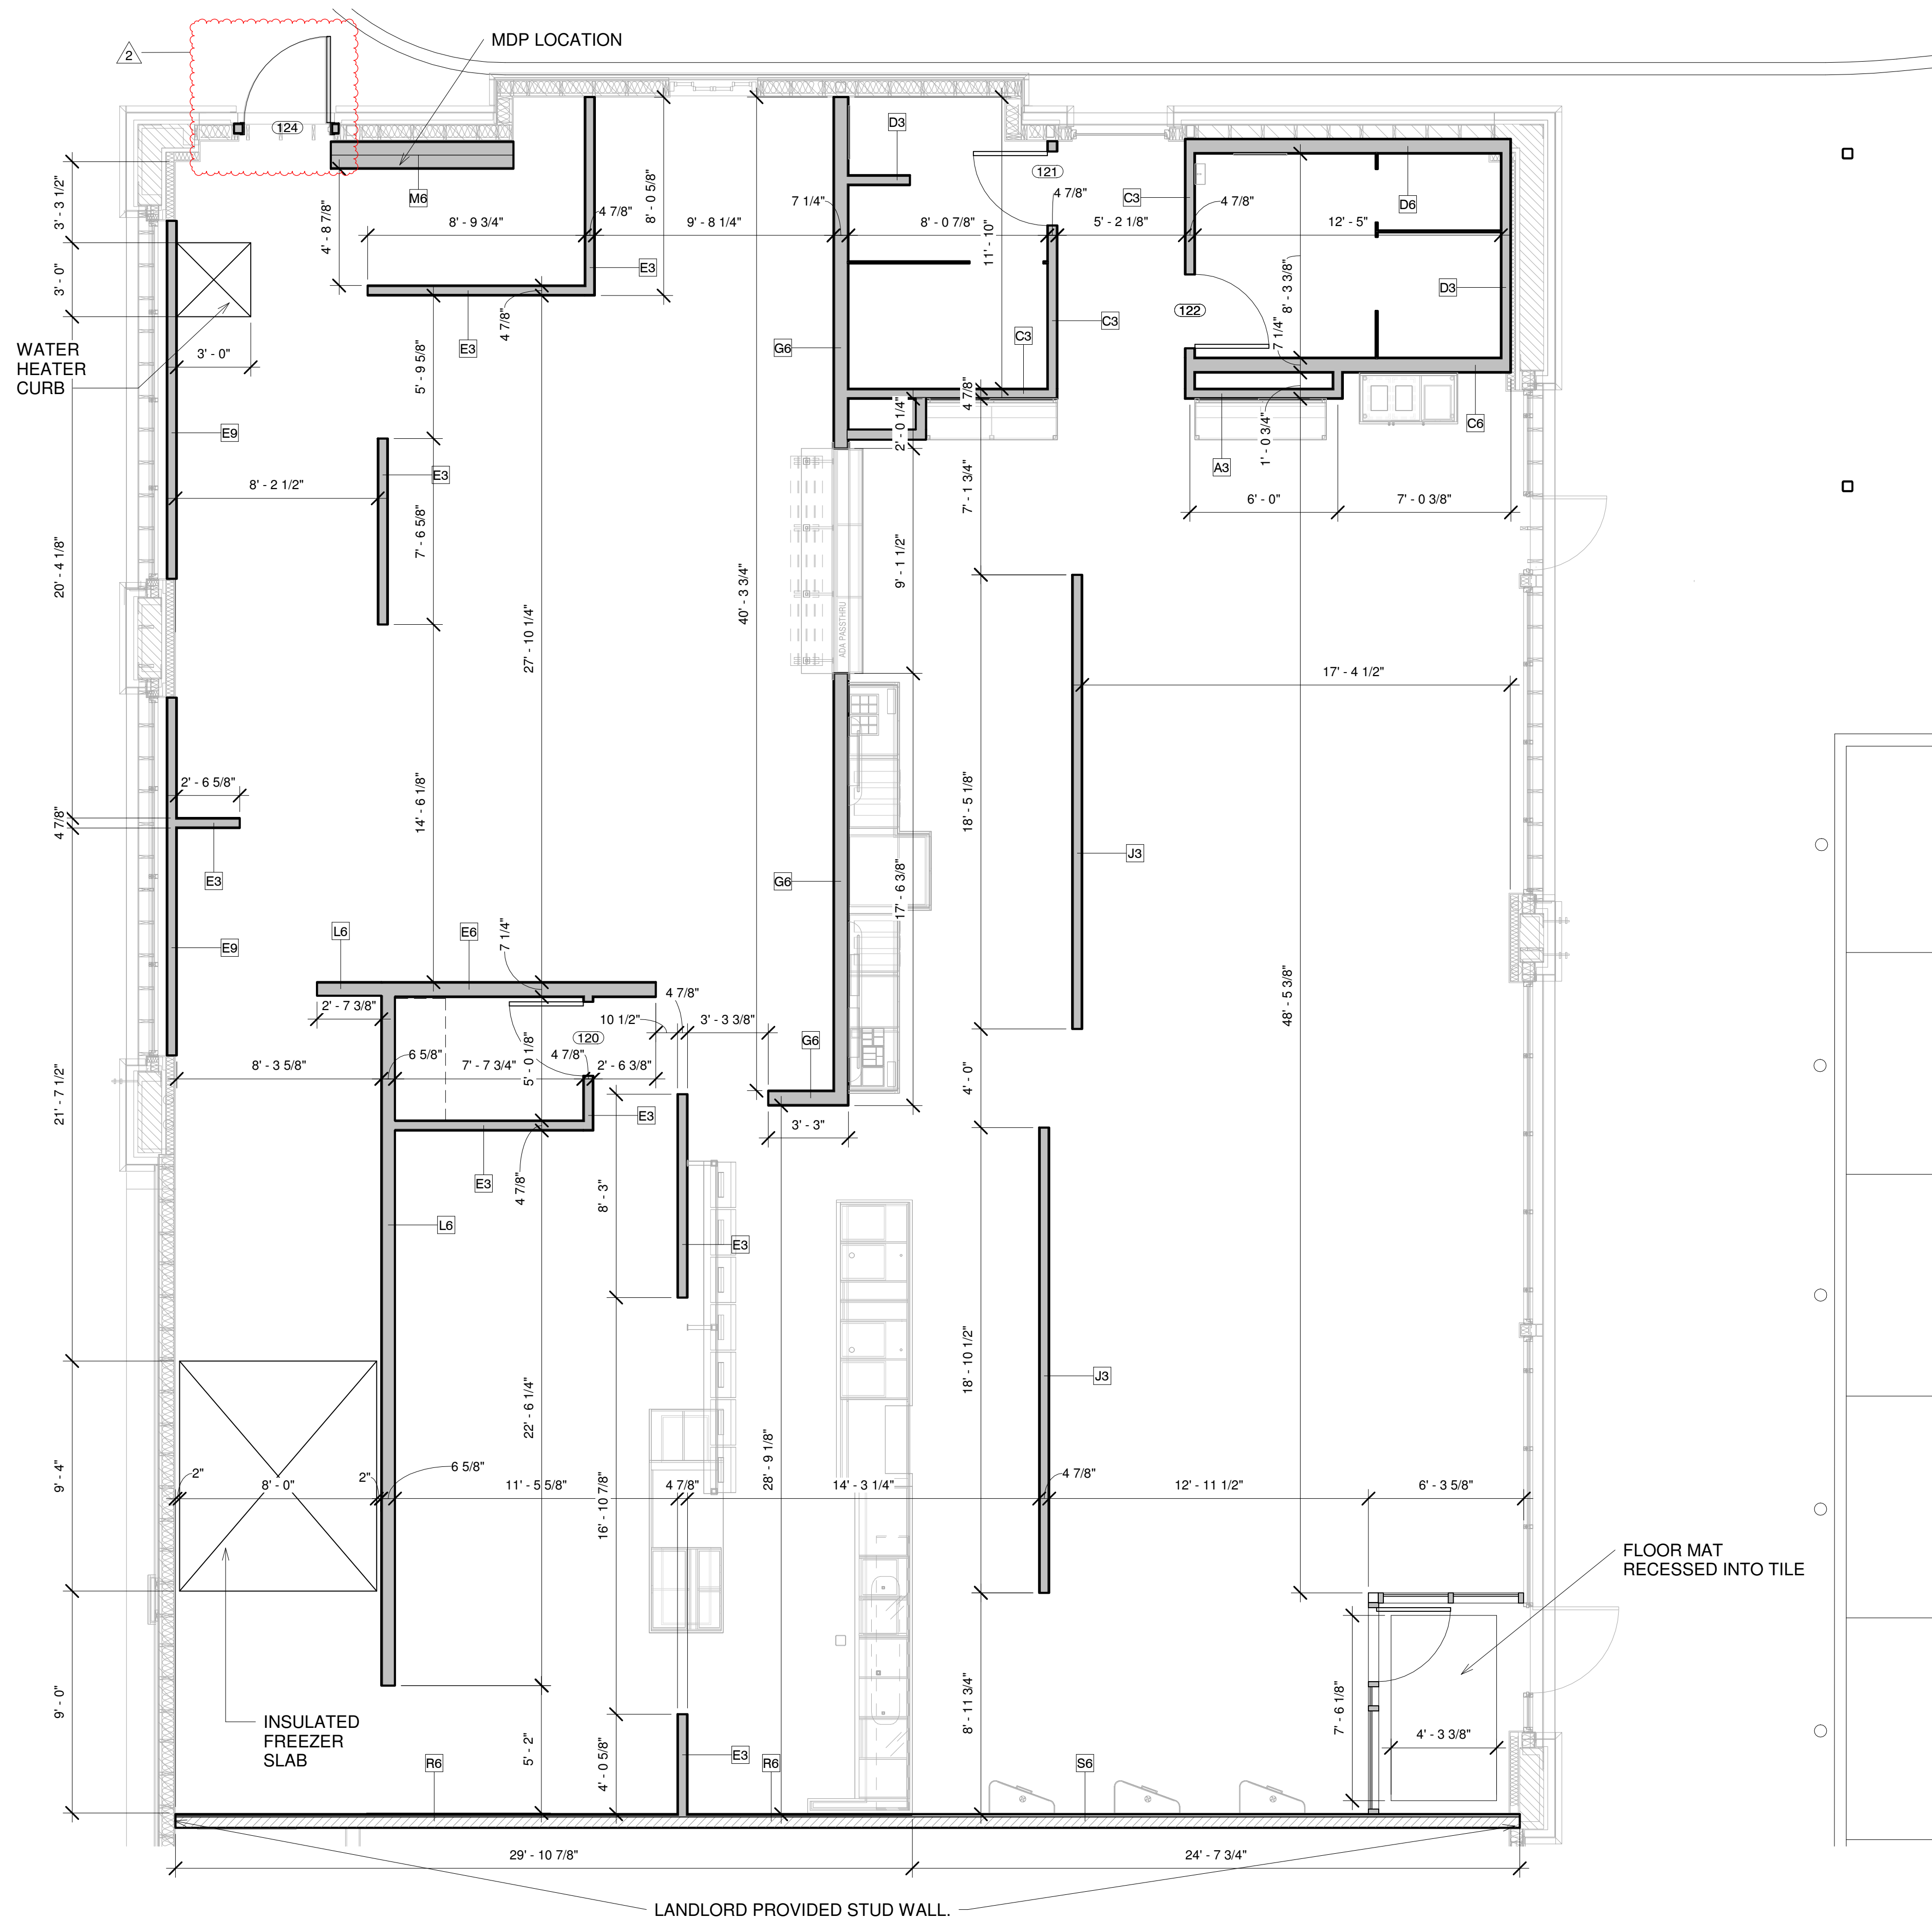 2
MDP LOCATION
124
M6
D3
121
C3
D6
3' - 3 1/2"
4' - 8 7/8"
8' - 9 3/4"
4 7/8"
8' - 0 5/8"
9' - 8 1/4"
7 1/4"
8' - 0 7/8"
11' - 10"
4 7/8"
5' - 2 1/8"
4 7/8"
12' - 5"
3' - 0"
E3
8' - 3 3/8"
D3
122
WATER
HEATER
CURB
3' - 0"
E3
4 7/8"
5' - 9 5/8"
G6
C3
C3
7 1/4"
4 7/8"
2' - 0 1/4"
1' - 0 3/4"
C6
E9
A3
8' - 2 1/2"
E3
7' - 6 5/8"
7' - 1 3/4"
6' - 0"
7' - 0 3/8"
20' - 4 1/8"
27' - 10 1/4"
40' - 3 3/4"
9' - 1 1/2"
ADA PASSTHRU
17' - 4 1/2"
2' - 6 5/8"
4 7/8"
14' - 6 1/8"
18' - 5 1/8"
J3
E3
G6
17' - 6 3/8"
L6
E6
7 1/4"
E9
48' - 5 3/8"
2' - 7 3/8"
4 7/8"
10 1/2"
3' - 3 3/8"
120
G6
8' - 3 5/8"
6 5/8"
7' - 7 3/4"
5' - 0 1/8"
4 7/8"
2' - 6 3/8"
4' - 0"
21' - 7 1/2"
E3
3' - 3"
E3
4 7/8"
8' - 3"
L6
E3
18' - 10 1/2"
J3
22' - 6 1/4"
28' - 9 1/8"
9' - 4"
2"
8' - 0"
2"
6 5/8"
11' - 5 5/8"
16' - 10 7/8"
4 7/8"
14' - 3 1/4"
4 7/8"
12' - 11 1/2"
6' - 3 5/8"
FLOOR MAT
RECESSED INTO TILE
9' - 0"
INSULATED
FREEZER
SLAB
5' - 2"
4' - 0 5/8"
8' - 11 3/4"
7' - 6 1/8"
4' - 3 3/8"
R6
E3
R6
S6
29' - 10 7/8"
24' - 7 3/4"
LANDLORD PROVIDED STUD WALL.